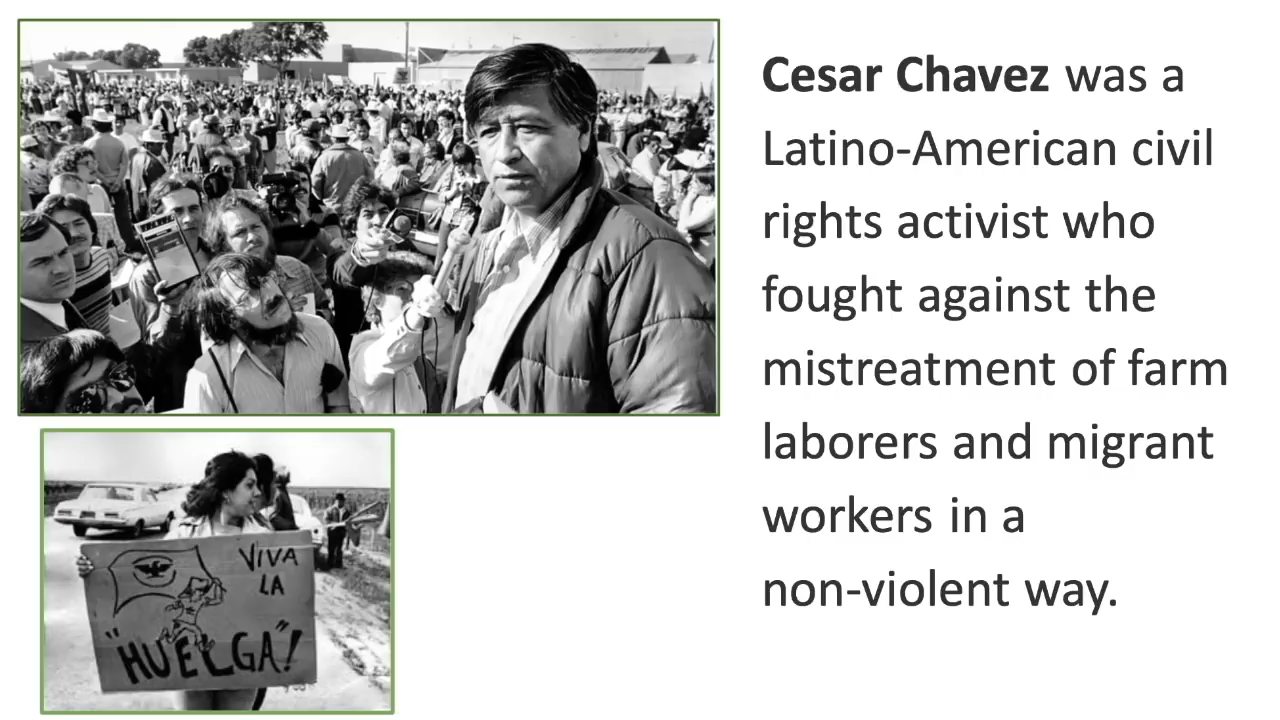 Cesar Chavez was a
Latino-American civil
rights activist who
fought against the
mistreatment of farm
laborers and migrant
workers in a
non-violent way.
VIVA
LA
"HUELGA"!